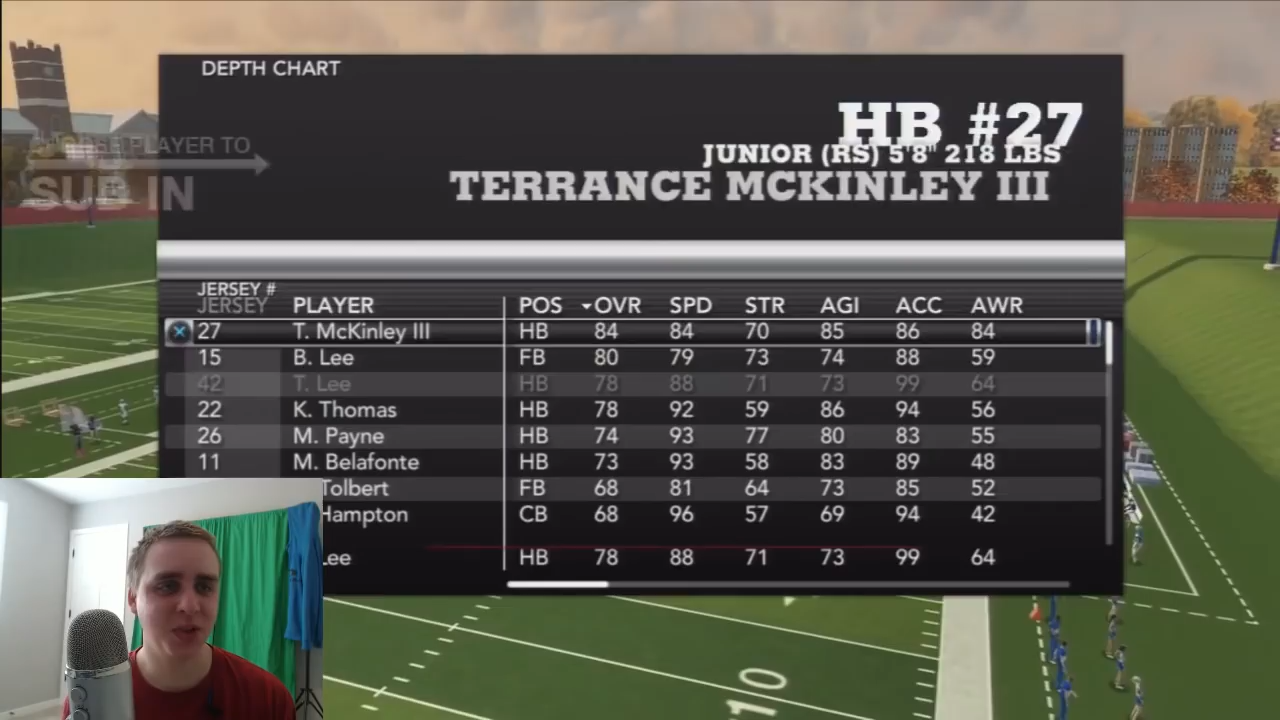 DEPTH CHART
HB #27
JUNIOR (RS) 5'8" 218 LBS
TERRANCE MCKINLEY III
CHOOSE PLAYER TO
SUB IN
JERSEY #
JERSEY PLAYER POS OVR SPD STR AGI ACC AWR
27 T. McKinley III HB 84 84 70 85 86 84
15 B. Lee FB 80 79 73 74 88 59
42 T. Lee HB 78 88 71 73 99 64
22 K. Thomas HB 78 92 59 86 94 56
26 M. Payne HB 74 93 77 80 83 55
11 M. Belafonte HB 73 93 58 83 89 48
Tolbert FB 68 81 64 73 85 52
Hampton CB 68 96 57 69 94 42
Lee HB 78 88 71 73 99 64
10